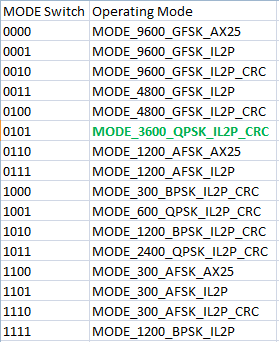 MODE Switch Operating Mode
0000 MODE_9600_GFSK_AX25
0001 MODE_9600_GFSK_IL2P
0010 MODE_9600_GFSK_IL2P_CRC
0011 MODE_4800_GFSK_IL2P
0100 MODE_4800_GFSK_IL2P_CRC
0101 MODE_3600_QPSK_IL2P_CRC
0110 MODE_1200_AFSK_AX25
0111 MODE_1200_AFSK_IL2P
1000 MODE_300_BPSK_IL2P_CRC
1001 MODE_600_QPSK_IL2P_CRC
1010 MODE_1200_BPSK_IL2P_CRC
1011 MODE_2400_QPSK_IL2P_CRC
1100 MODE_300_AFSK_AX25
1101 MODE_300_AFSK_IL2P
1110 MODE_300_AFSK_IL2P_CRC
1111 MODE_1200_BPSK_IL2P